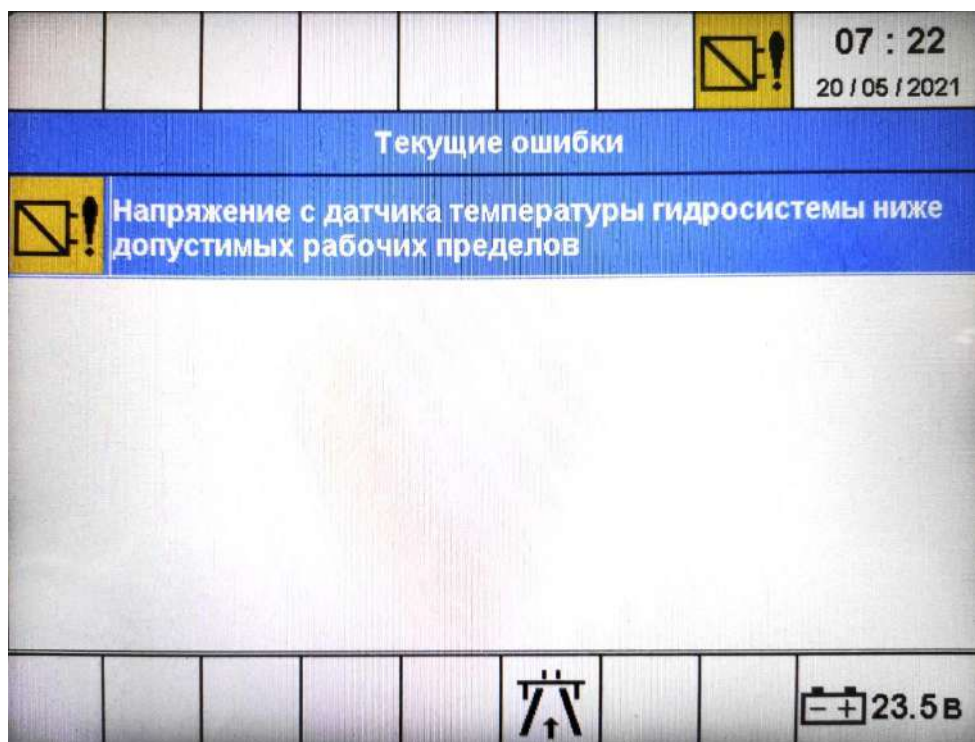 07 : 22
20 / 05 / 2021
Текущие ошибки
Напряжение с датчика температуры гидросистемы ниже
допустимых рабочих пределов
23.5 в